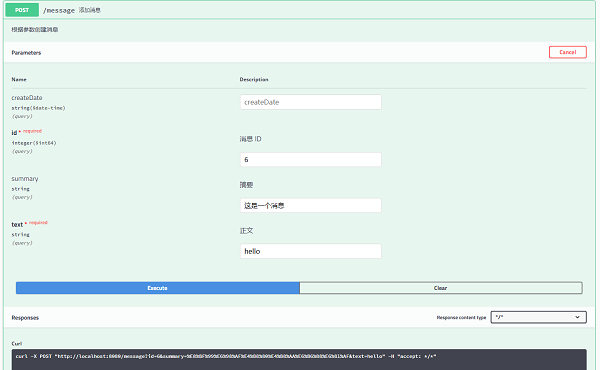 POST /message 添加消息
根据参数创建消息
Parameters
Cancel
Name Description
createDate
string($date-time)
(query)
createDate
id * required
integer($int64)
(query)
消息 ID
6
summary
string
(query)
摘要
这是一个消息
text * required
string
(query)
正文
hello
Execute Clear
Responses Response content type */*
Curl
curl -X POST "http://localhost:8080/message?id=6&summary=%E8%BF%99%E6%98%AF%E4%B8%80%E4%B8%AA%E6%B6%88%E6%81%AF&text=hello" -H "accept: */*"